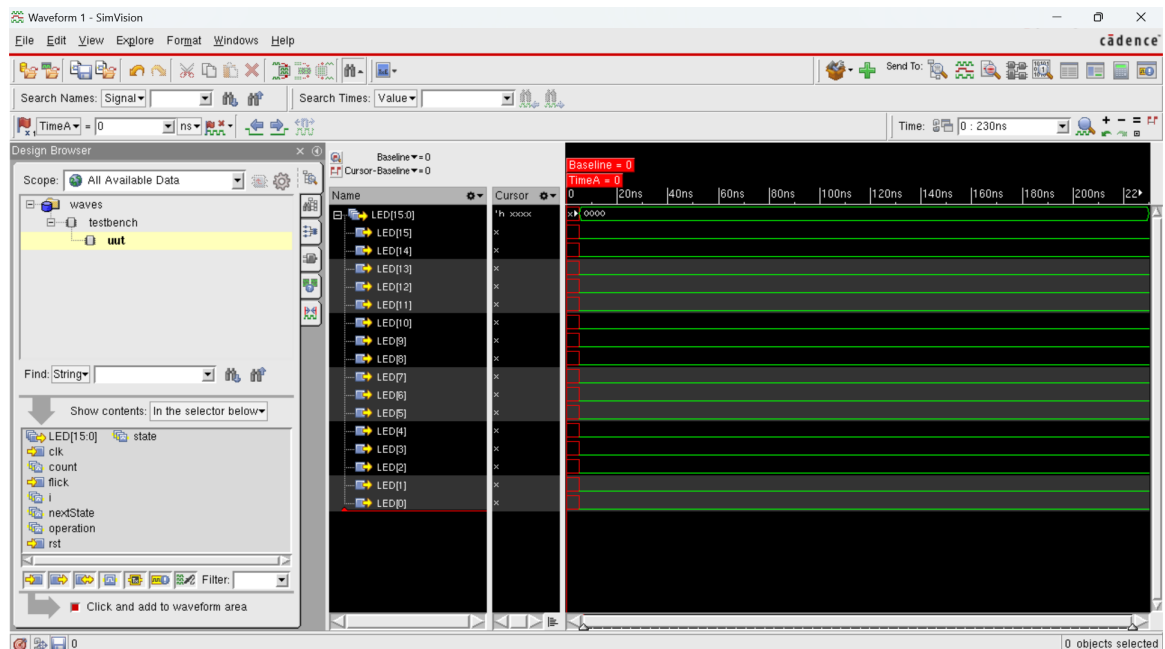 Waveform 1 - SimVision
File Edit View Explore Format Windows Help
cādence
Send To:
Search Names: Signal
Search Times: Value
TimeA = 0 ns
Time: 0 : 230ns
Design Browser
Baseline = 0
Cursor-Baseline = 0
Baseline = 0
TimeA = 0
Scope: All Available Data
Name Cursor 0 20ns 40ns 60ns 80ns 100ns 120ns 140ns 160ns 180ns 200ns 22
waves
testbench
uut
LED[15:0] 'h xxxx x 0000
LED[15] x
LED[14] x
LED[13] x
LED[12] x
LED[11] x
LED[10] x
LED[9] x
LED[8] x
LED[7] x
LED[6] x
LED[5] x
LED[4] x
LED[3] x
LED[2] x
LED[1] x
LED[0] x
Find: String
Show contents: In the selector below
LED[15:0] state
clk
count
flick
i
nextState
operation
rst
Filter:
Click and add to waveform area
0
0 objects selected